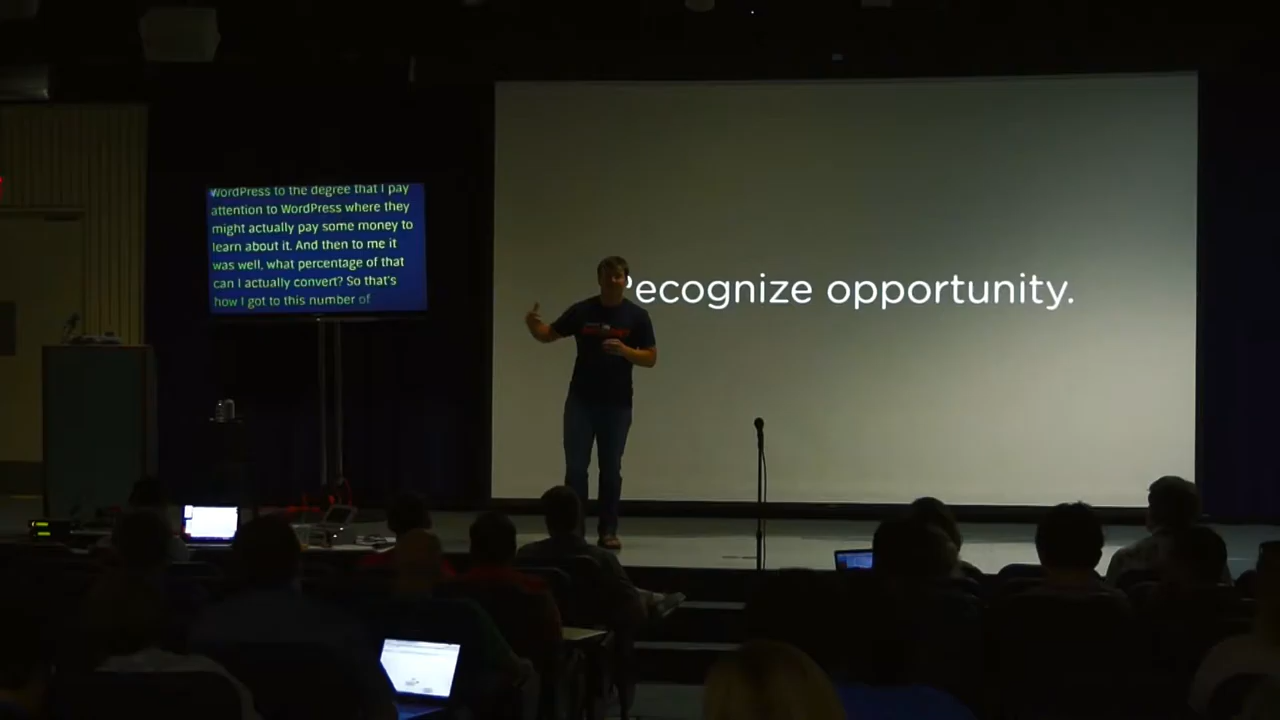 WordPress to the degree that I pay
attention to WordPress where they
might actually pay some money to
learn about it. And then to me it
was well, what percentage of that
can I actually convert? So that's
how I got to this number of
Recognize opportunity.